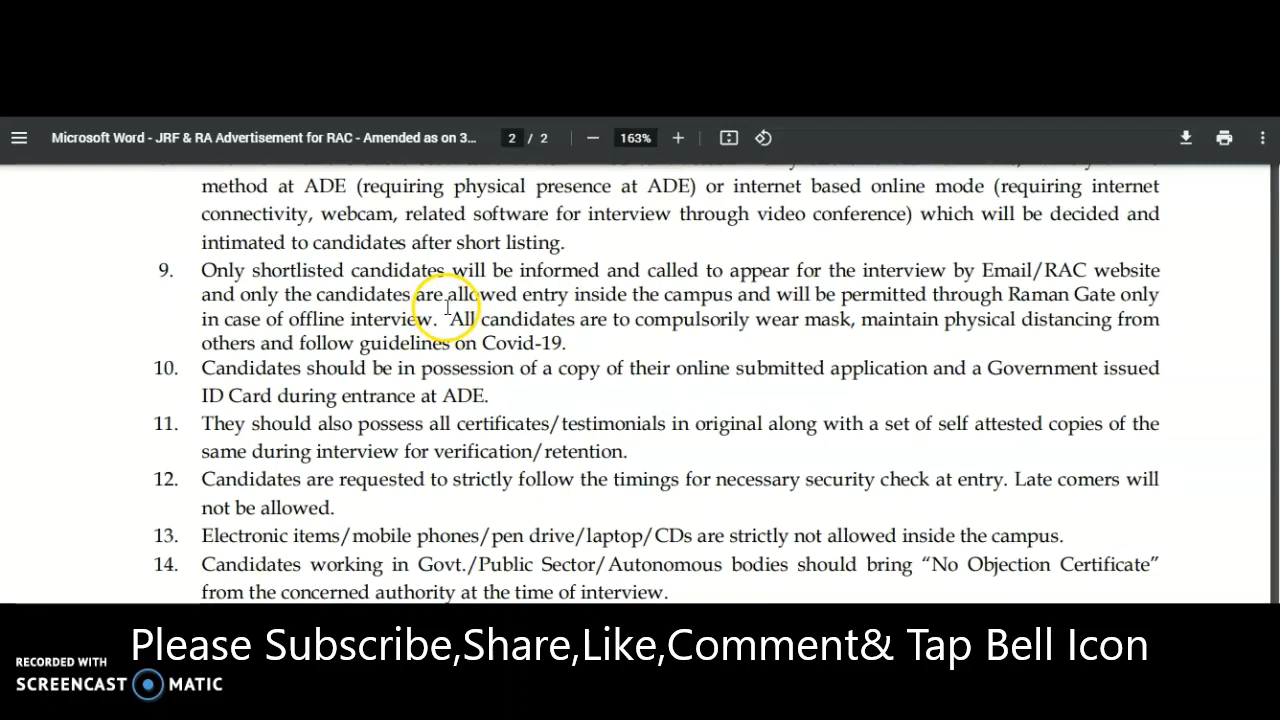 Microsoft Word - JRF & RA Advertisement for RAC - Amended as on 3...
2 / 2
163%
method at ADE (requiring physical presence at ADE) or internet based online mode (requiring internet
connectivity, webcam, related software for interview through video conference) which will be decided and
intimated to candidates after short listing.
9. Only shortlisted candidates will be informed and called to appear for the interview by Email/RAC website
and only the candidates are allowed entry inside the campus and will be permitted through Raman Gate only
in case of offline interview. All candidates are to compulsorily wear mask, maintain physical distancing from
others and follow guidelines on Covid-19.
10. Candidates should be in possession of a copy of their online submitted application and a Government issued
ID Card during entrance at ADE.
11. They should also possess all certificates/testimonials in original along with a set of self attested copies of the
same during interview for verification/retention.
12. Candidates are requested to strictly follow the timings for necessary security check at entry. Late comers will
not be allowed.
13. Electronic items/mobile phones/pen drive/laptop/CDs are strictly not allowed inside the campus.
14. Candidates working in Govt./Public Sector/Autonomous bodies should bring “No Objection Certificate”
from the concerned authority at the time of interview.
Please Subscribe,Share,Like,Comment& Tap Bell Icon
RECORDED WITH
SCREENCAST MATIC